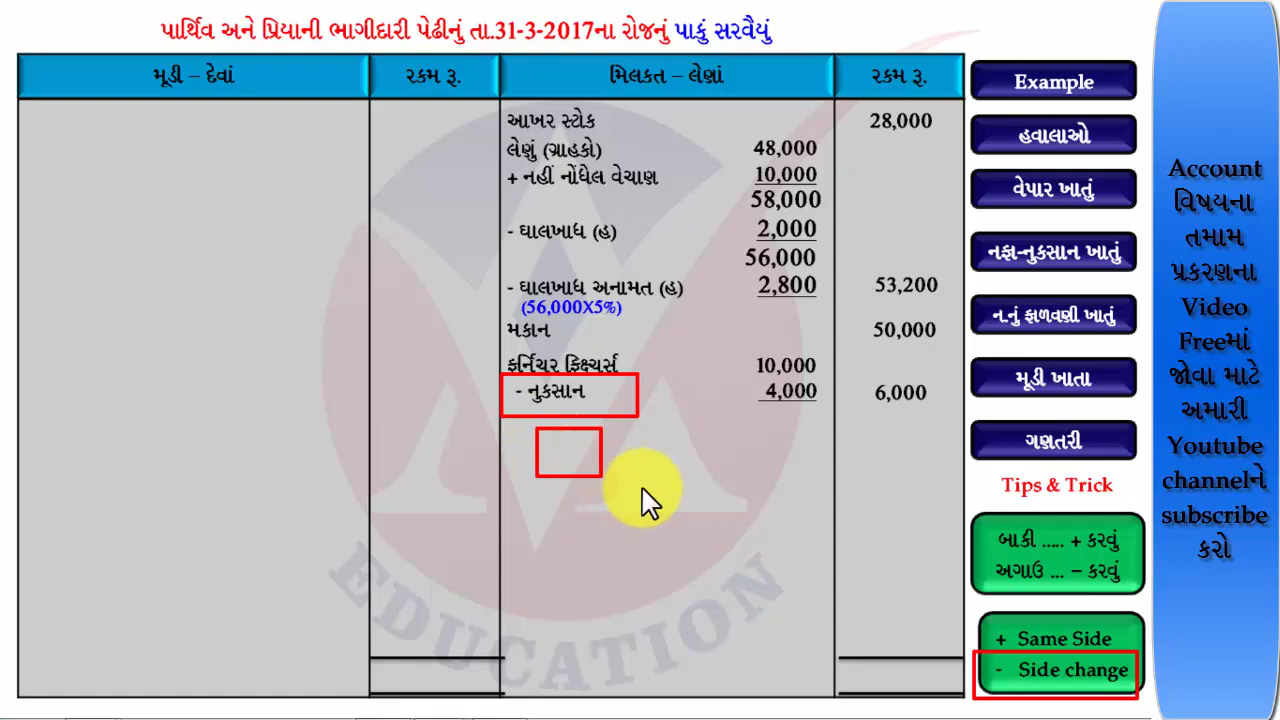 પાર્થિવ અને પ્રિયાની ભાગીદારી પેઢીનું તા.31-3-2017ના રોજનું પાકું સરવૈયું
મૂડી – દેવાં રકમ રૂ. મિલકત – લેણાં રકમ રૂ.
આખર સ્ટોક 28,000
લેણું (ગ્રાહકો) 48,000
+ નહીં નોંધેલ વેચાણ 10,000
58,000
- ઘાલખાધ (હ) 2,000
56,000
- ઘાલખાધ અનામત (હ) 2,800 53,200
(56,000X5%)
મકાન 50,000
ફર્નિચર ફિક્ષ્ચર્સ 10,000
- નુકસાન 4,000 6,000
EDUCATION
Example
હવાલાઓ
વેપાર ખાતું
નફા-નુકસાન ખાતું
ન.નું ફાળવણી ખાતું
મૂડી ખાતા
ગણતરી
Tips & Trick
બાકી ..... + કરવું
અગાઉ ... – કરવું
+ Same Side
- Side change
Account
વિષયના
તમામ
પ્રકરણના
Video
Freeમાં
જોવા માટે
અમારી
Youtube
channelને
subscribe
કરો